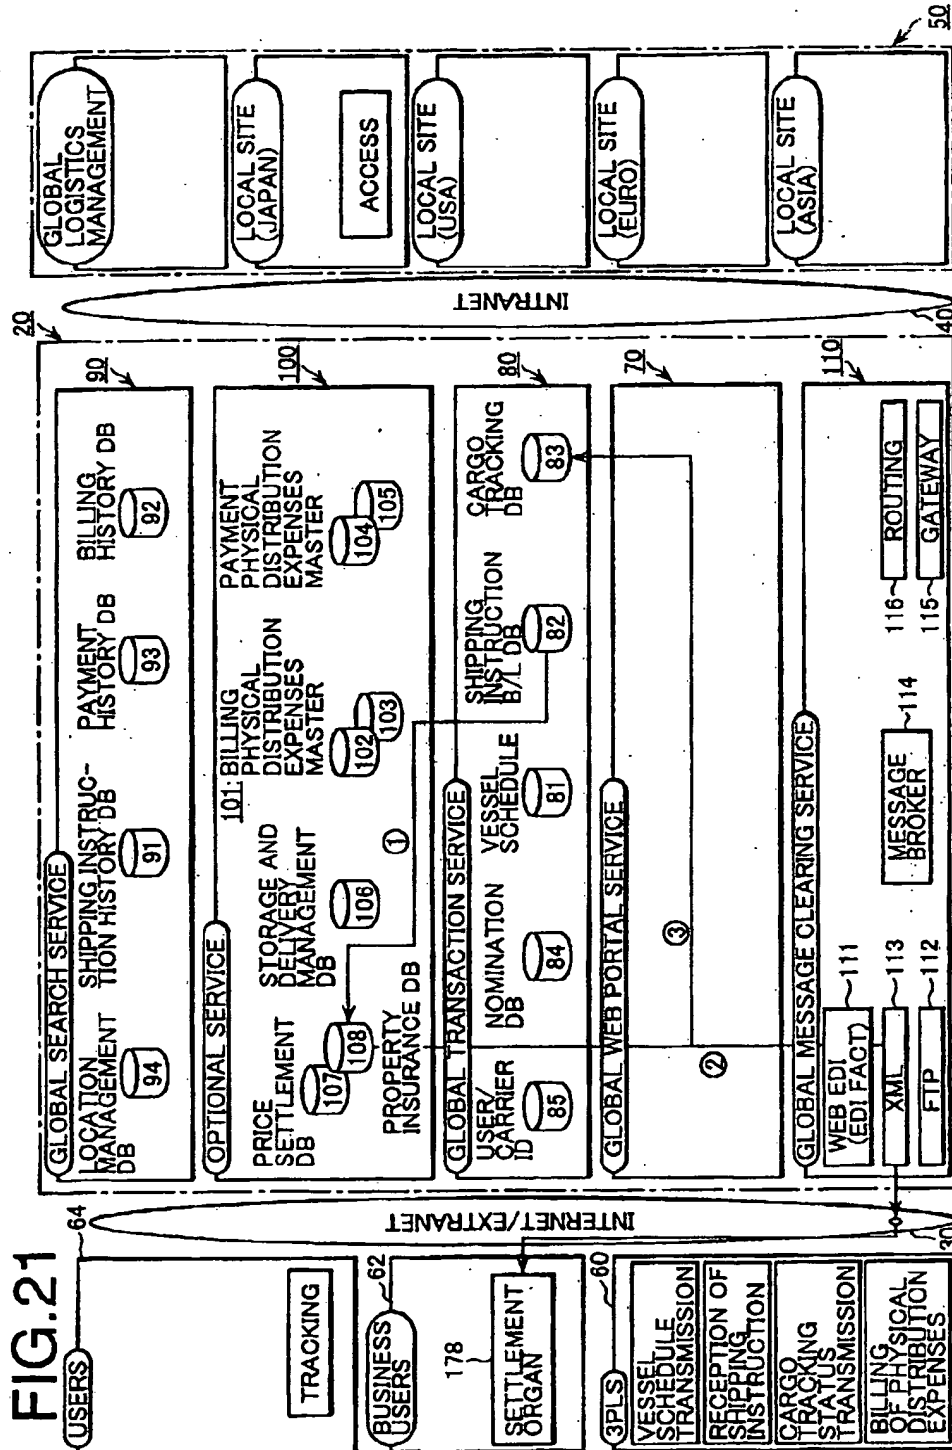 FIG.21
USERS
64
TRACKING
BUSINESS
USERS
62
178
SETTLEMENT
ORGAN
3PLS
60
VESSEL
SCHEDULE
TRANSMISSION
RECEPTION OF
SHIPPING
INSTRUCTION
CARGO
TRACKING
STATUS
TRANSMISSION
BILLING
OF PHYSICAL
DISTRIBUTION
EXPENSES
INTERNET/EXTRANET
30
20
GLOBAL SEARCH SERVICE
90
LOCATION
MANAGEMENT
DB
94
SHIPPING INSTRUC-
TION HISTORY DB
91
PAYMENT
HISTORY DB
93
BILLING
HISTORY DB
92
OPTIONAL SERVICE
100
PRICE
SETTLEMENT
DB
107
108
PROPERTY
INSURANCE DB
STORAGE AND
DELIVERY
MANAGEMENT
DB
106
①
101: BILLING
PHYSICAL
DISTRIBUTION
EXPENSES
MASTER
102
103
PAYMENT
PHYSICAL
DISTRIBUTION
EXPENSES
MASTER
104
105
GLOBAL TRANSACTION SERVICE
80
USER/
CARRIER
ID
85
NOMINATION
DB
84
VESSEL
SCHEDULE
81
SHIPPING
INSTRUCTION
B/L DB
82
CARGO
TRACKING
DB
83
GLOBAL WEB PORTAL SERVICE
70
②
③
GLOBAL MESSAGE CLEARING SERVICE
110
WEB EDI
(EDI FACT)
111
XML
113
FTP
112
MESSAGE
BROKER
114
116
ROUTING
115
GATEWAY
INTRANET
40
GLOBAL
LOGISTICS
MANAGEMENT
LOCAL SITE
(JAPAN)
ACCESS
LOCAL SITE
(USA)
LOCAL SITE
(EURO)
LOCAL SITE
(ASIA)
50